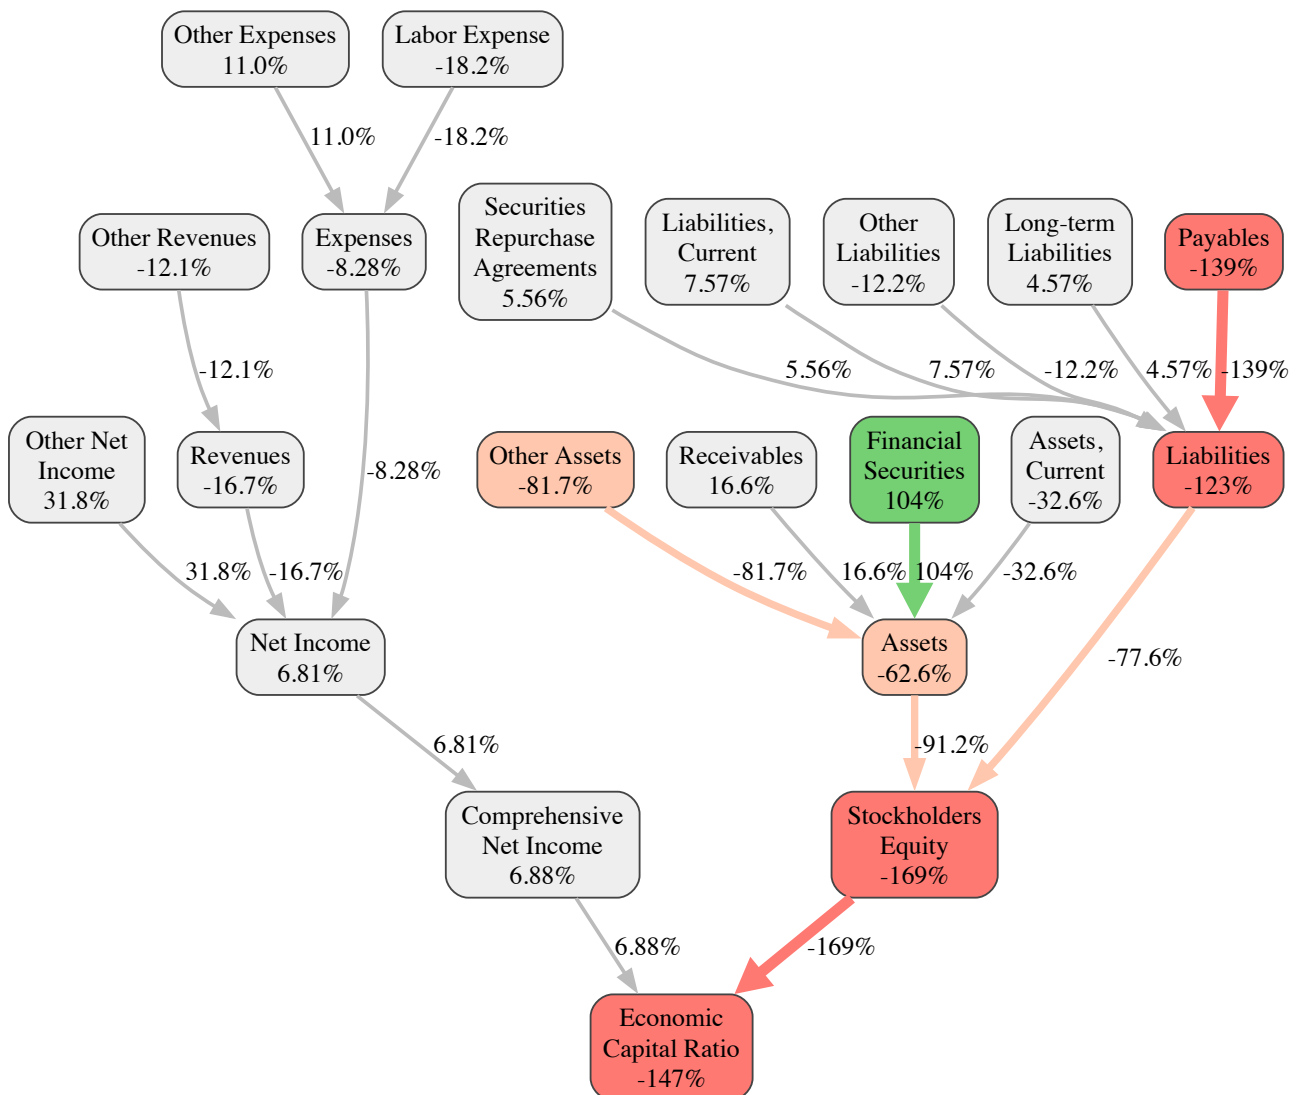 Other Expenses
11.0%
Labor Expense
-18.2%
11.0%
-18.2%
Other Revenues
-12.1%
Expenses
-8.28%
Securities
Repurchase
Agreements
5.56%
Liabilities,
Current
7.57%
Other
Liabilities
-12.2%
Long-term
Liabilities
4.57%
Payables
-139%
-12.1%
5.56%
7.57%
-12.2%
4.57%
-139%
Other Net
Income
31.8%
Revenues
-16.7%
-8.28%
Other Assets
-81.7%
Receivables
16.6%
Financial
Securities
104%
Assets,
Current
-32.6%
Liabilities
-123%
31.8%
-16.7%
-81.7%
16.6%
104%
-32.6%
Net Income
6.81%
Assets
-62.6%
-77.6%
6.81%
-91.2%
Comprehensive
Net Income
6.88%
Stockholders
Equity
-169%
6.88%
-169%
Economic
Capital Ratio
-147%